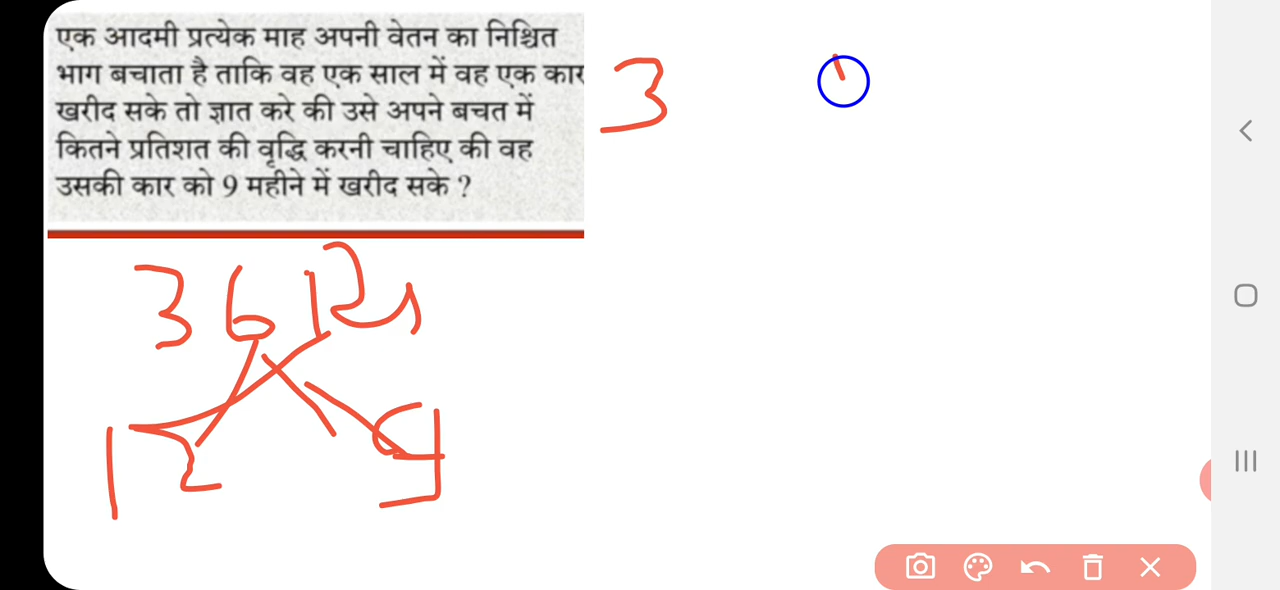 एक आदमी प्रत्येक माह अपनी वेतन का निश्चित
भाग बचाता है ताकि वह एक साल में वह एक कार
खरीद सके तो ज्ञात करे की उसे अपने बचत में
कितने प्रतिशत की वृद्धि करनी चाहिए की वह
उसकी कार को 9 महीने में खरीद सके ?
3
36
12 9